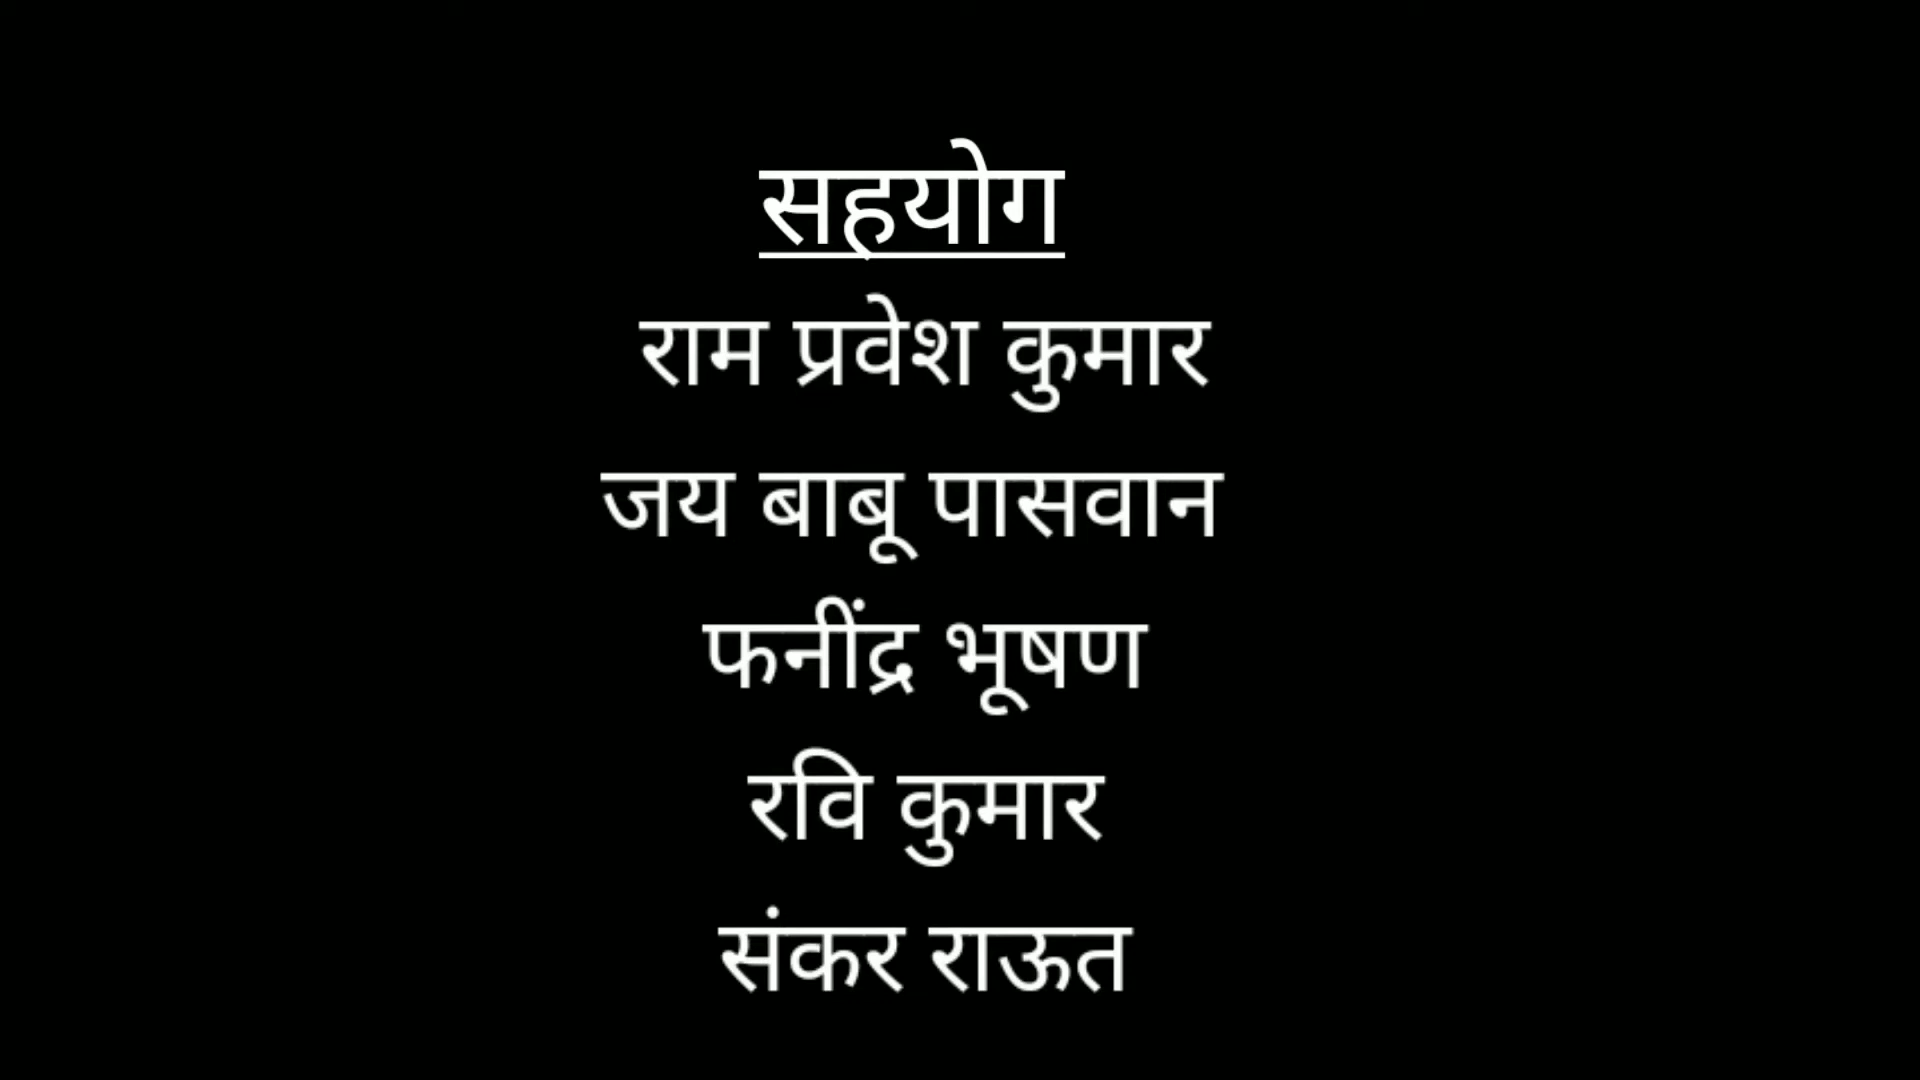 सहयोग
राम प्रवेश कुमार
जय बाबू पासवान
फनींद्र भूषण
रवि कुमार
संकर राऊत